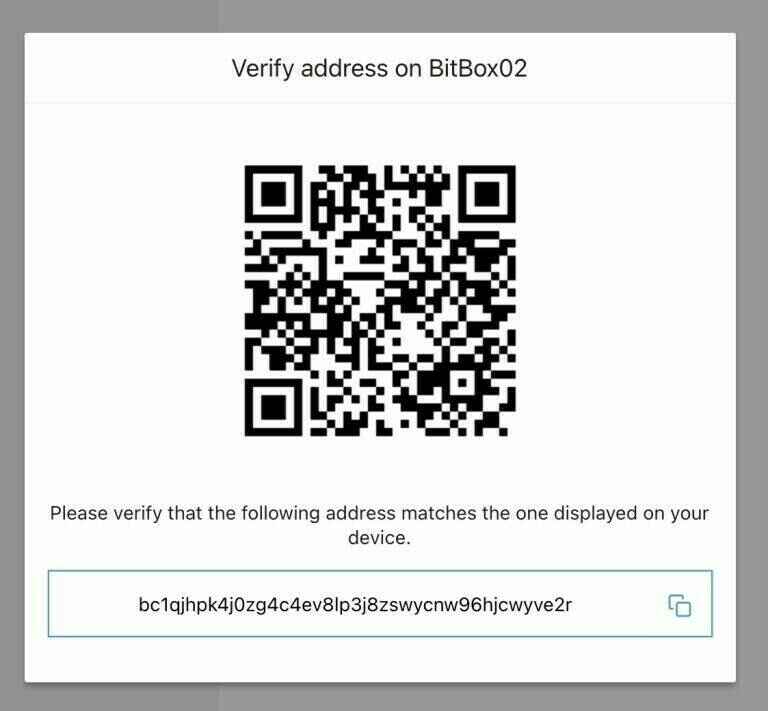 Verify address on BitBox02
Please verify that the following address matches the one displayed on your
device.
bc1qjhpk4j0zg4c4ev8lp3j8zswycnw96hjcwyve2r